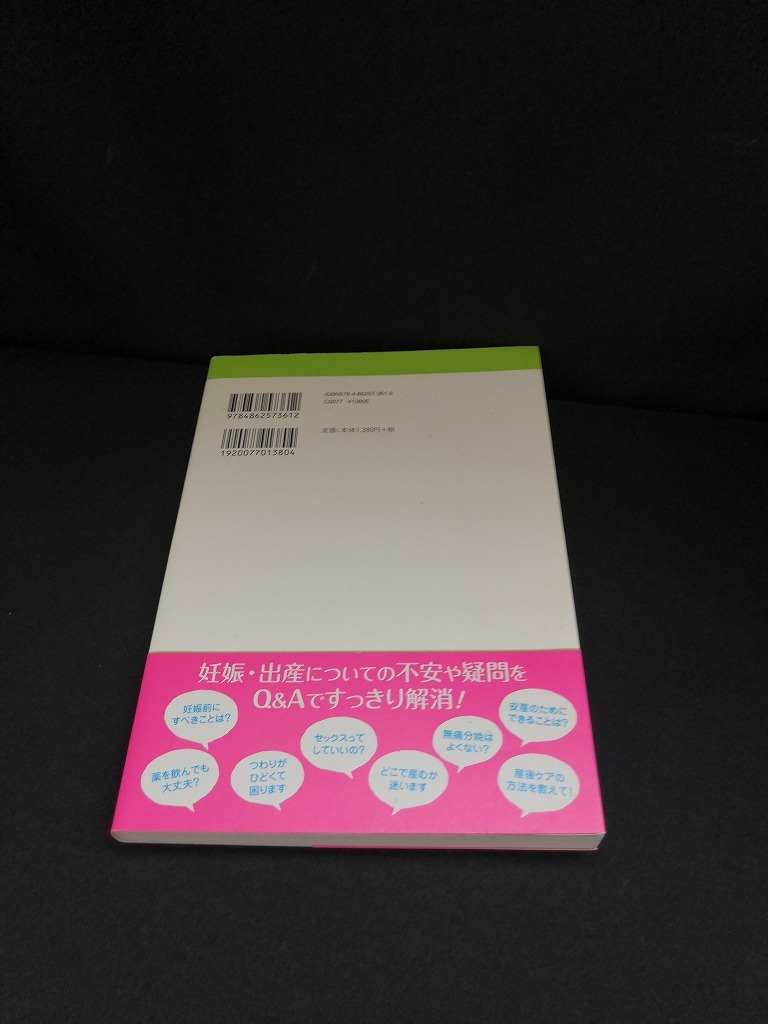 ISBN978-4-86257-361-2
C0077 ¥1380E
9784862573612
定価:本体1,380円+税
1920077013804
妊娠・出産についての不安や疑問を
Q&Aですっきり解消!
妊娠前に
すべきことは?
セックスって
していいの?
無痛分娩は
よくない?
安産のために
できることは?
薬を飲んでも
大丈夫?
つわりが
ひどくて
困ります
どこで産むか
迷います
産後ケアの
方法を教えて!